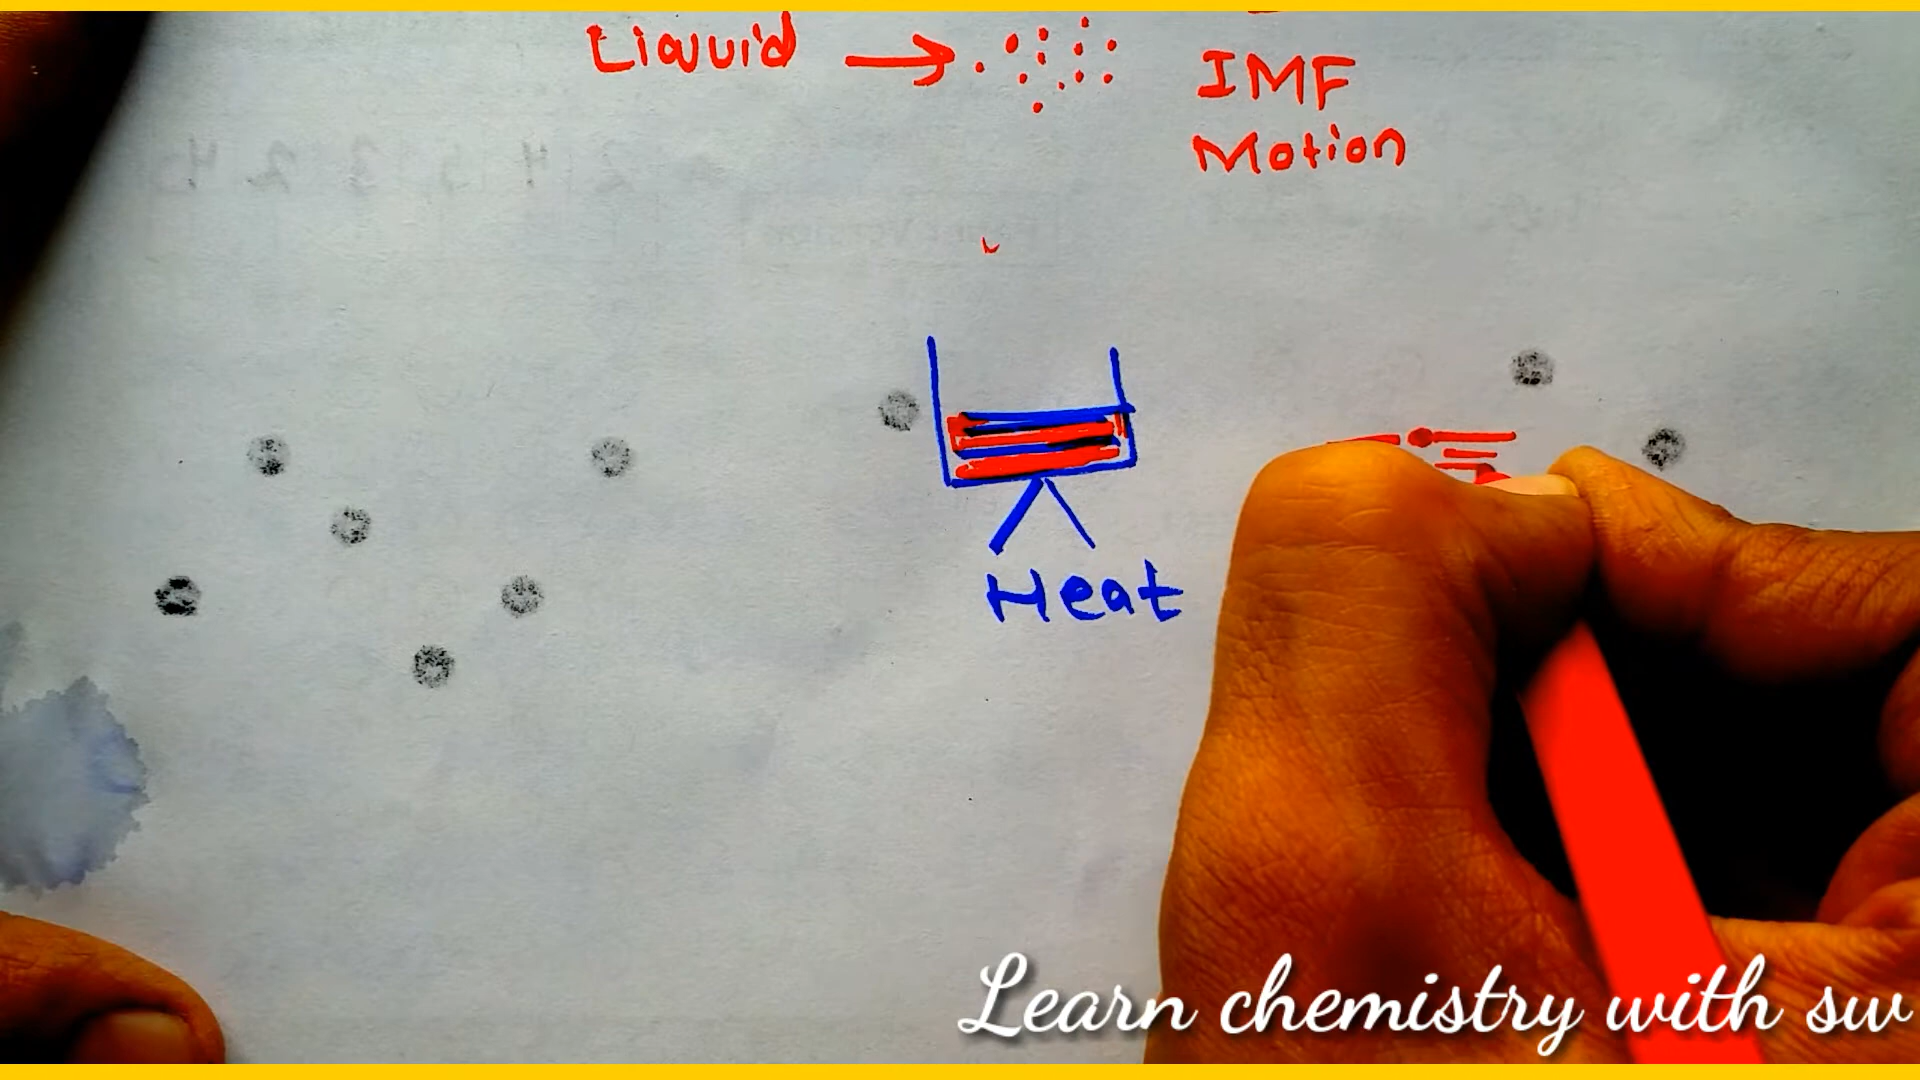 Liquid
IMF
Motion
Heat
Learn chemistry with sw